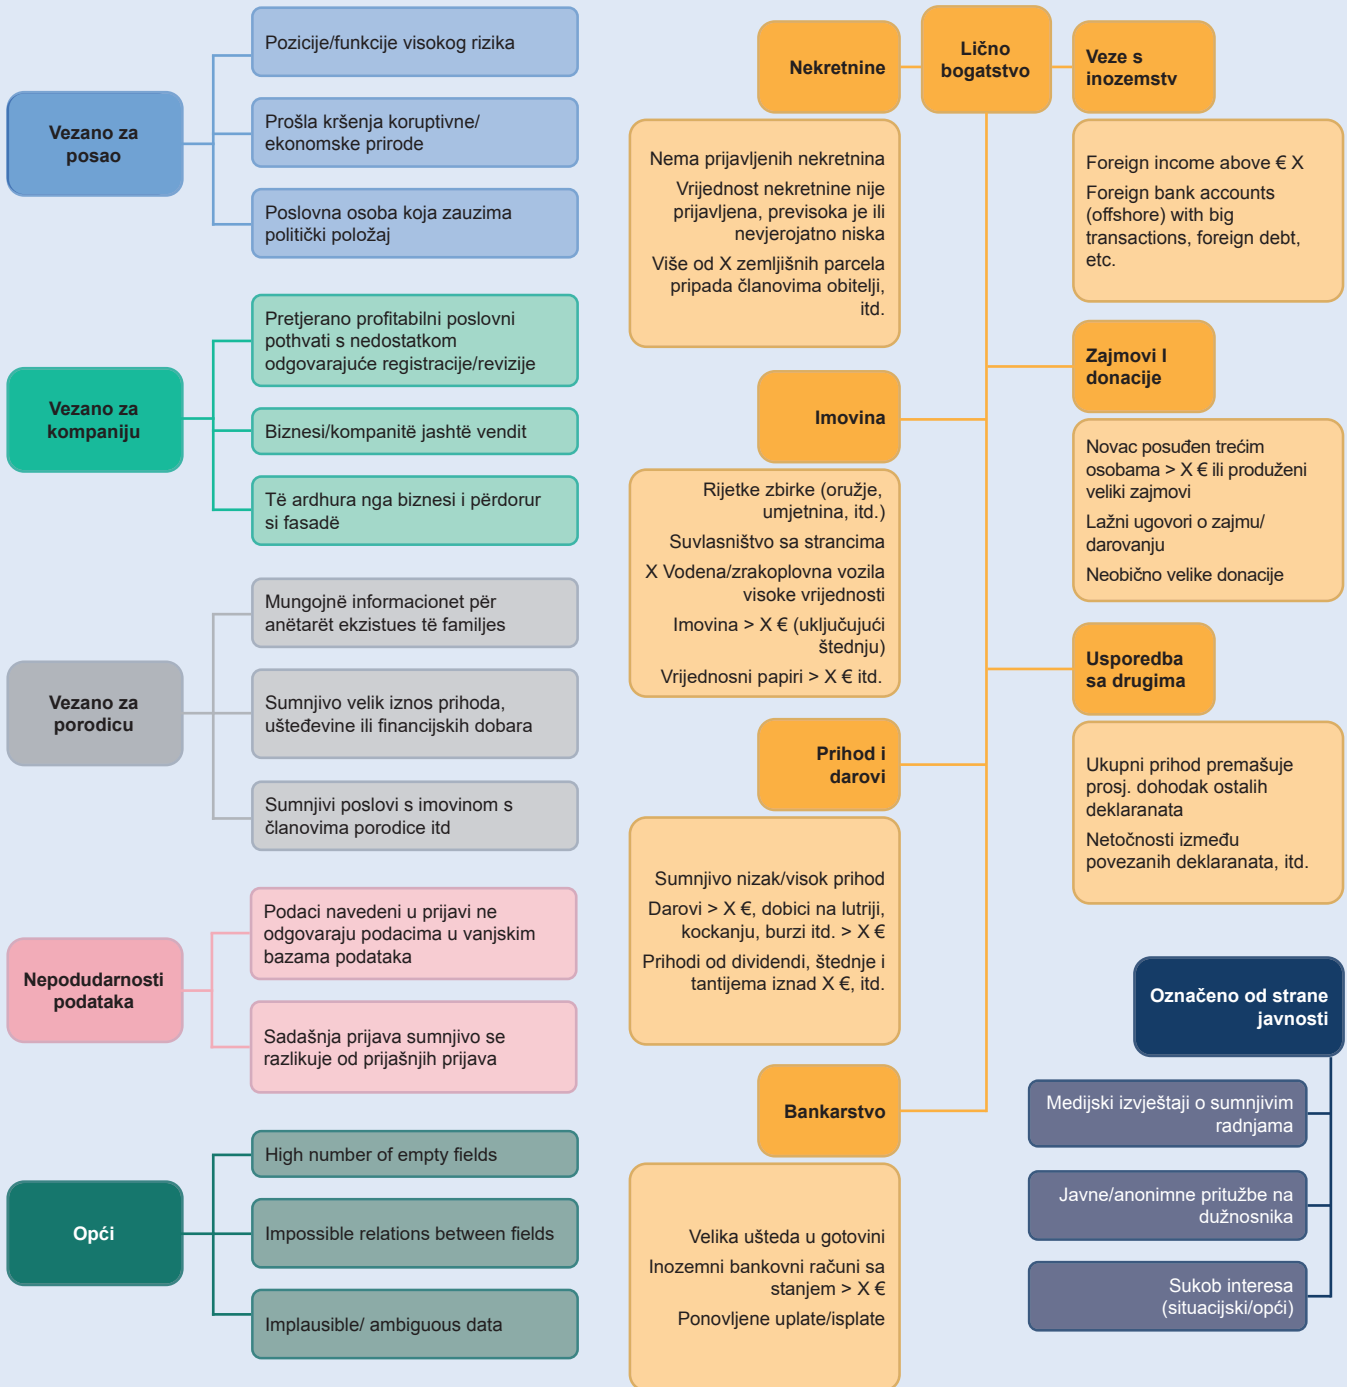 Vezano za
posao
Pozicije/funkcije visokog rizika
Prošla kršenja koruptivne/
ekonomske prirode
Poslovna osoba koja zauzima
politički položaj
Vezano za
kompaniju
Pretjerano profitabilni poslovni
pothvati s nedostatkom
odgovarajuće registracije/revizije
Biznesi/kompanitë jashtë vendit
Të ardhura nga biznesi i përdorur
si fasadë
Vezano za
porodicu
Mungojnë informacionet për
anëtarët ekzistues të familjes
Sumnjivo velik iznos prihoda,
ušteđevine ili financijskih dobara
Sumnjivi poslovi s imovinom s
članovima porodice itd
Nepodudarnosti
podataka
Podaci navedeni u prijavi ne
odgovaraju podacima u vanjskim
bazama podataka
Sadašnja prijava sumnjivo se
razlikuje od prijašnjih prijava
Opći
High number of empty fields
Impossible relations between fields
Implausible/ ambiguous data
Lično
bogatstvo
Nekretnine
Nema prijavljenih nekretnina
Vrijednost nekretnine nije
prijavljena, previsoka je ili
nevjerojatno niska
Više od X zemljišnih parcela
pripada članovima obitelji,
itd.
Imovina
Rijetke zbirke (oružje,
umjetnina, itd.)
Suvlasništvo sa strancima
X Vodena/zrakoplovna vozila
visoke vrijednosti
Imovina > X € (uključujući
štednju)
Vrijednosni papiri > X € itd.
Prihod i
darovi
Sumnjivo nizak/visok prihod
Darovi > X €, dobici na lutriji,
kockanju, burzi itd. > X €
Prihodi od dividendi, štednje i
tantijema iznad X €, itd.
Bankarstvo
Velika ušteda u gotovini
Inozemni bankovni računi sa
stanjem > X €
Ponovljene uplate/isplate
Veze s
inozemstv
Foreign income above € X
Foreign bank accounts
(offshore) with big
transactions, foreign debt,
etc.
Zajmovi I
donacije
Novac posuđen trećim
osobama > X € ili produženi
veliki zajmovi
Lažni ugovori o zajmu/
darovanju
Neobično velike donacije
Usporedba
sa drugima
Ukupni prihod premašuje
prosj. dohodak ostalih
deklaranata
Netočnosti između
povezanih deklaranata, itd.
Označeno od strane
javnosti
Medijski izvještaji o sumnjivim
radnjama
Javne/anonimne pritužbe na
dužnosnika
Sukob interesa
(situacijski/opći)